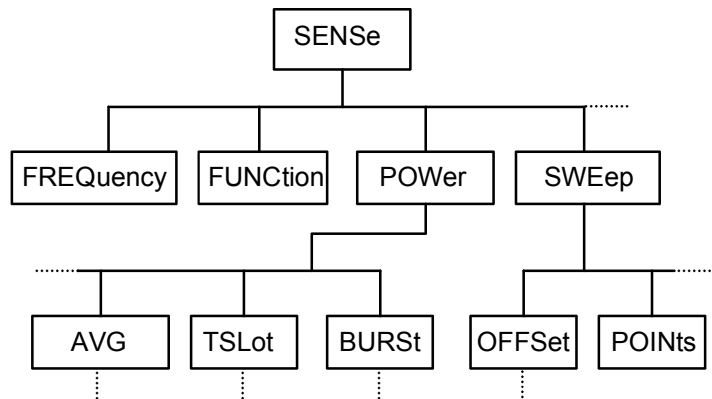 SENSe
FREQuency FUNCtion POWer SWEep
AVG TSLot BURSt OFFSet POINts